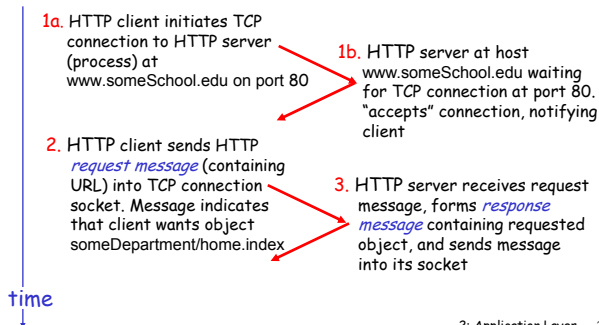 1a. HTTP client initiates TCP
connection to HTTP server
(process) at
www.someSchool.edu on port 80
1b. HTTP server at host
www.someSchool.edu waiting
for TCP connection at port 80.
“accepts” connection, notifying
client
2. HTTP client sends HTTP
request message (containing
URL) into TCP connection
socket. Message indicates
that client wants object
someDepartment/home.index
3. HTTP server receives request
message, forms response
message containing requested
object, and sends message
into its socket
time
2: Application Layer